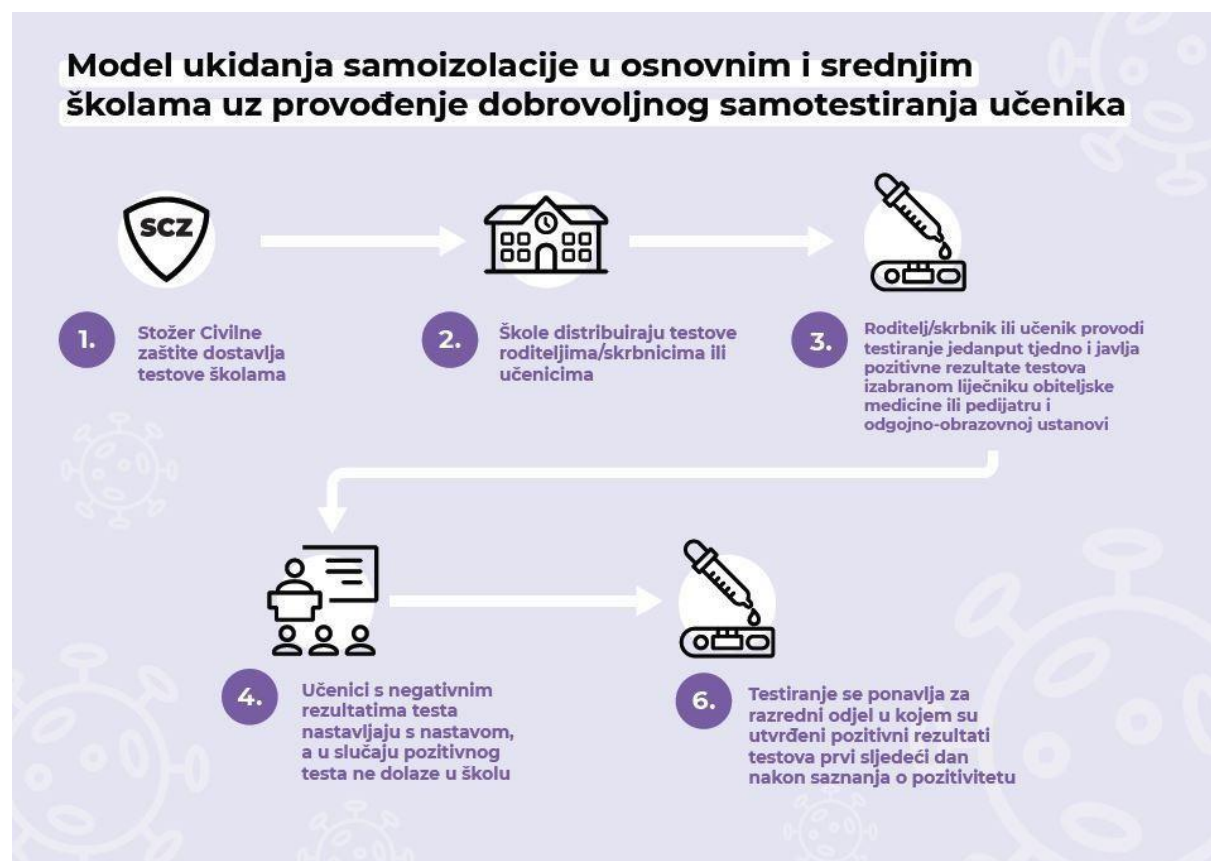 Model ukidanja samoizolacije u osnovnim i srednjim
školama uz provođenje dobrovoljnog samotestiranja učenika
SCZ
1.
Stožer Civilne
zaštite dostavlja
testove školama
2.
Škole distribuiraju testove
roditeljima/skrbnicima ili
učenicima
3.
Roditelj/skrbnik ili učenik provodi
testiranje jedanput tjedno i javlja
pozitivne rezultate testova
izabranom liječniku obiteljske
medicine ili pedijatru i
odgojno-obrazovnoj ustanovi
4.
Učenici s negativnim
rezultatima testa
nastavljaju s nastavom,
a u slučaju pozitivnog
testa ne dolaze u školu
6.
Testiranje se ponavlja za
razredni odjel u kojem su
utvrđeni pozitivni rezultati
testova prvi sljedeći dan
nakon saznanja o pozitivitetu